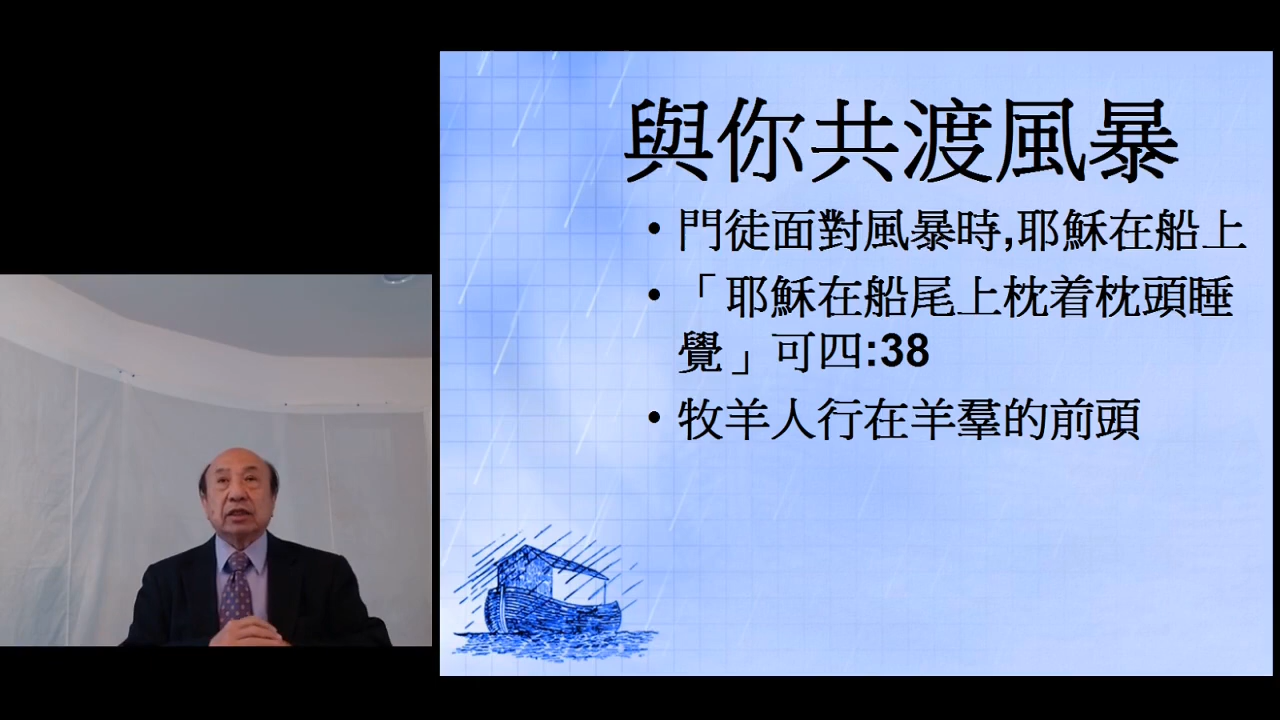 與你共渡風暴
• 門徒面對風暴時,耶穌在船上
• 「耶穌在船尾上枕着枕頭睡
覺」可四:38
• 牧羊人行在羊羣的前頭